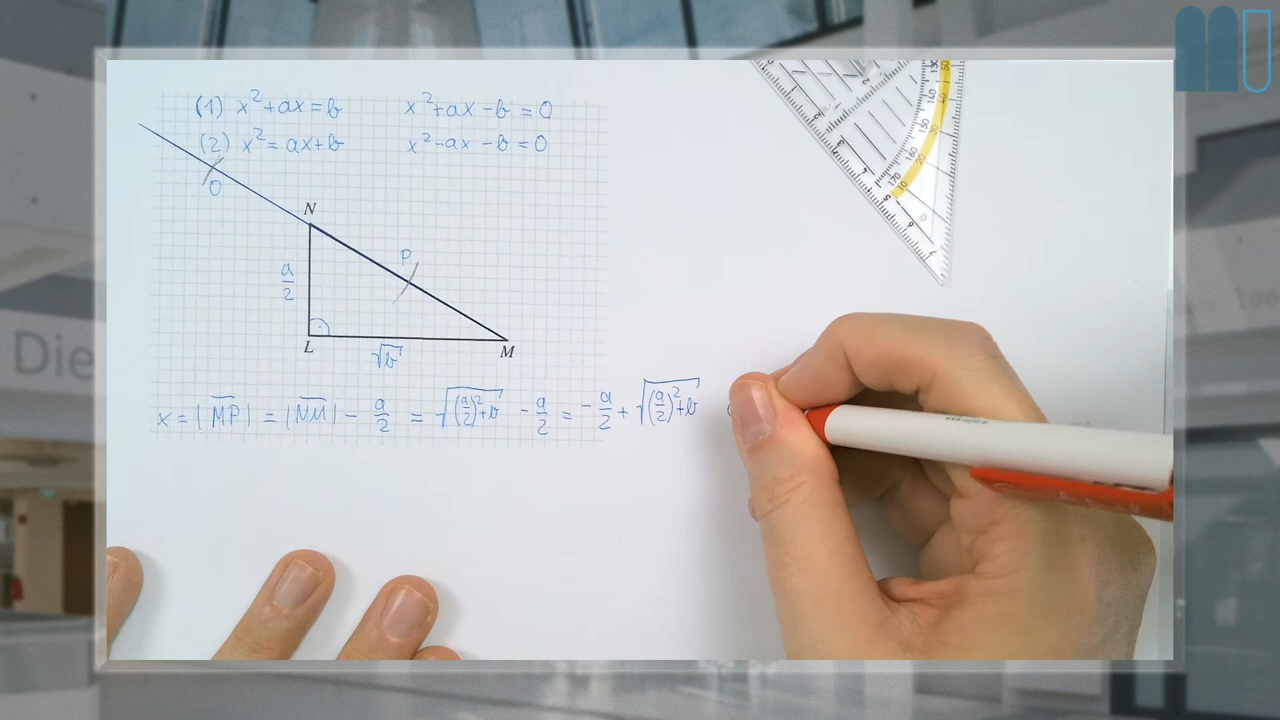 (1) x²+ax=b x²+ax-b=0
(2) x²=ax+b x²-ax-b=0
O
N
P
a/2
L
M
√b
x=|MP|=|NM|-a/2=√((a/2)²+b)-a/2=-a/2+√((a/2)²+b)
Die